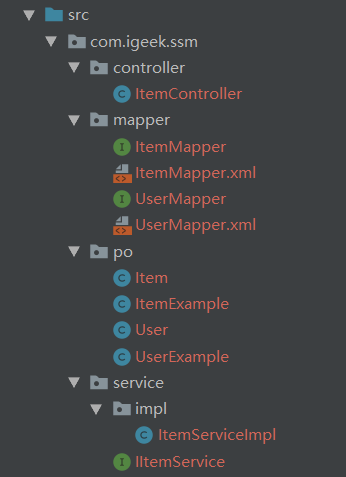 src
com.igeek.ssm
controller
ItemController
mapper
ItemMapper
ItemMapper.xml
UserMapper
UserMapper.xml
po
Item
ItemExample
User
UserExample
service
impl
ItemServiceImpl
IItemService